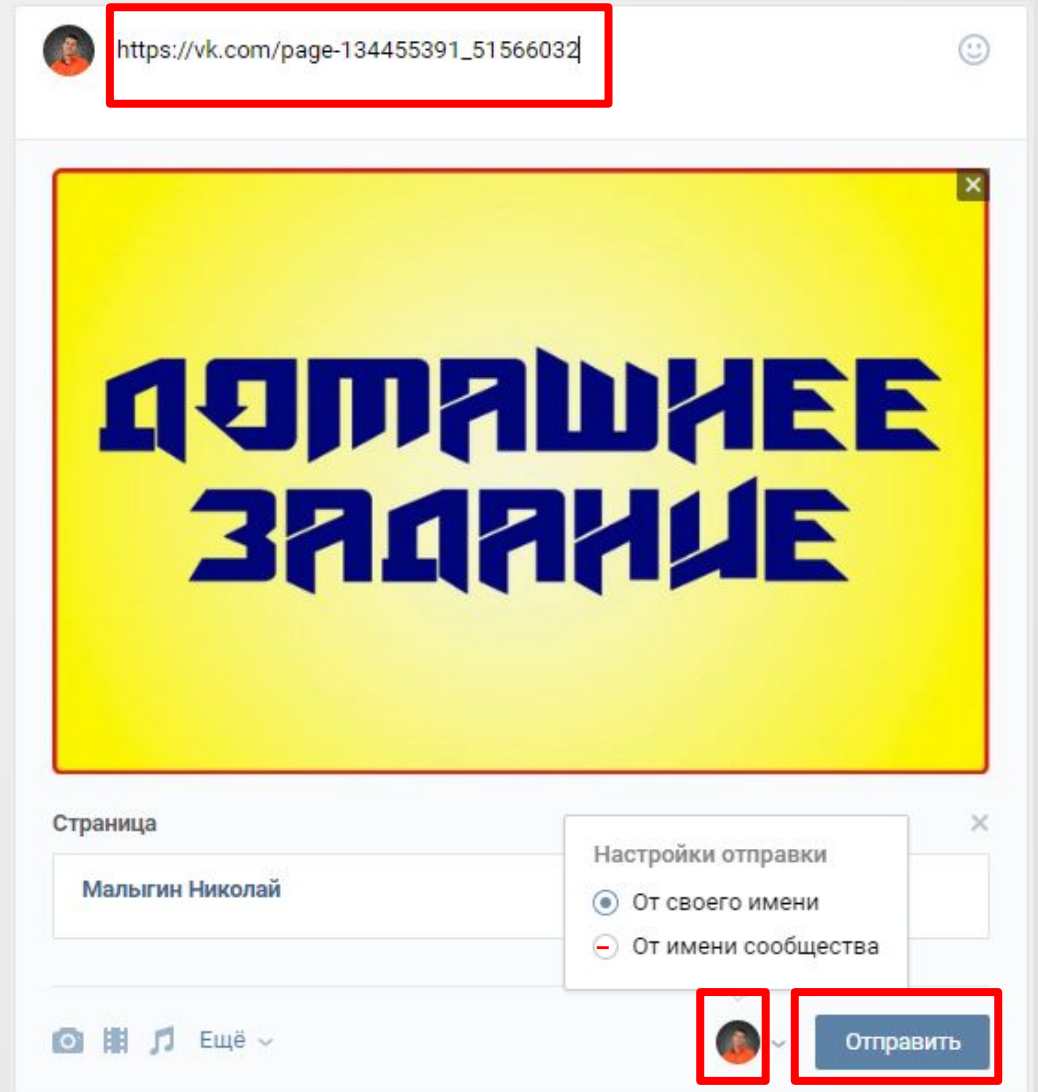 https://vk.com/page-134455391_51566032
ДОМАШНЕЕ
ЗАДАНИЕ
Страница
Малыгин Николай
Настройки отправки
От своего имени
От имени сообщества
Ещё
Отправить